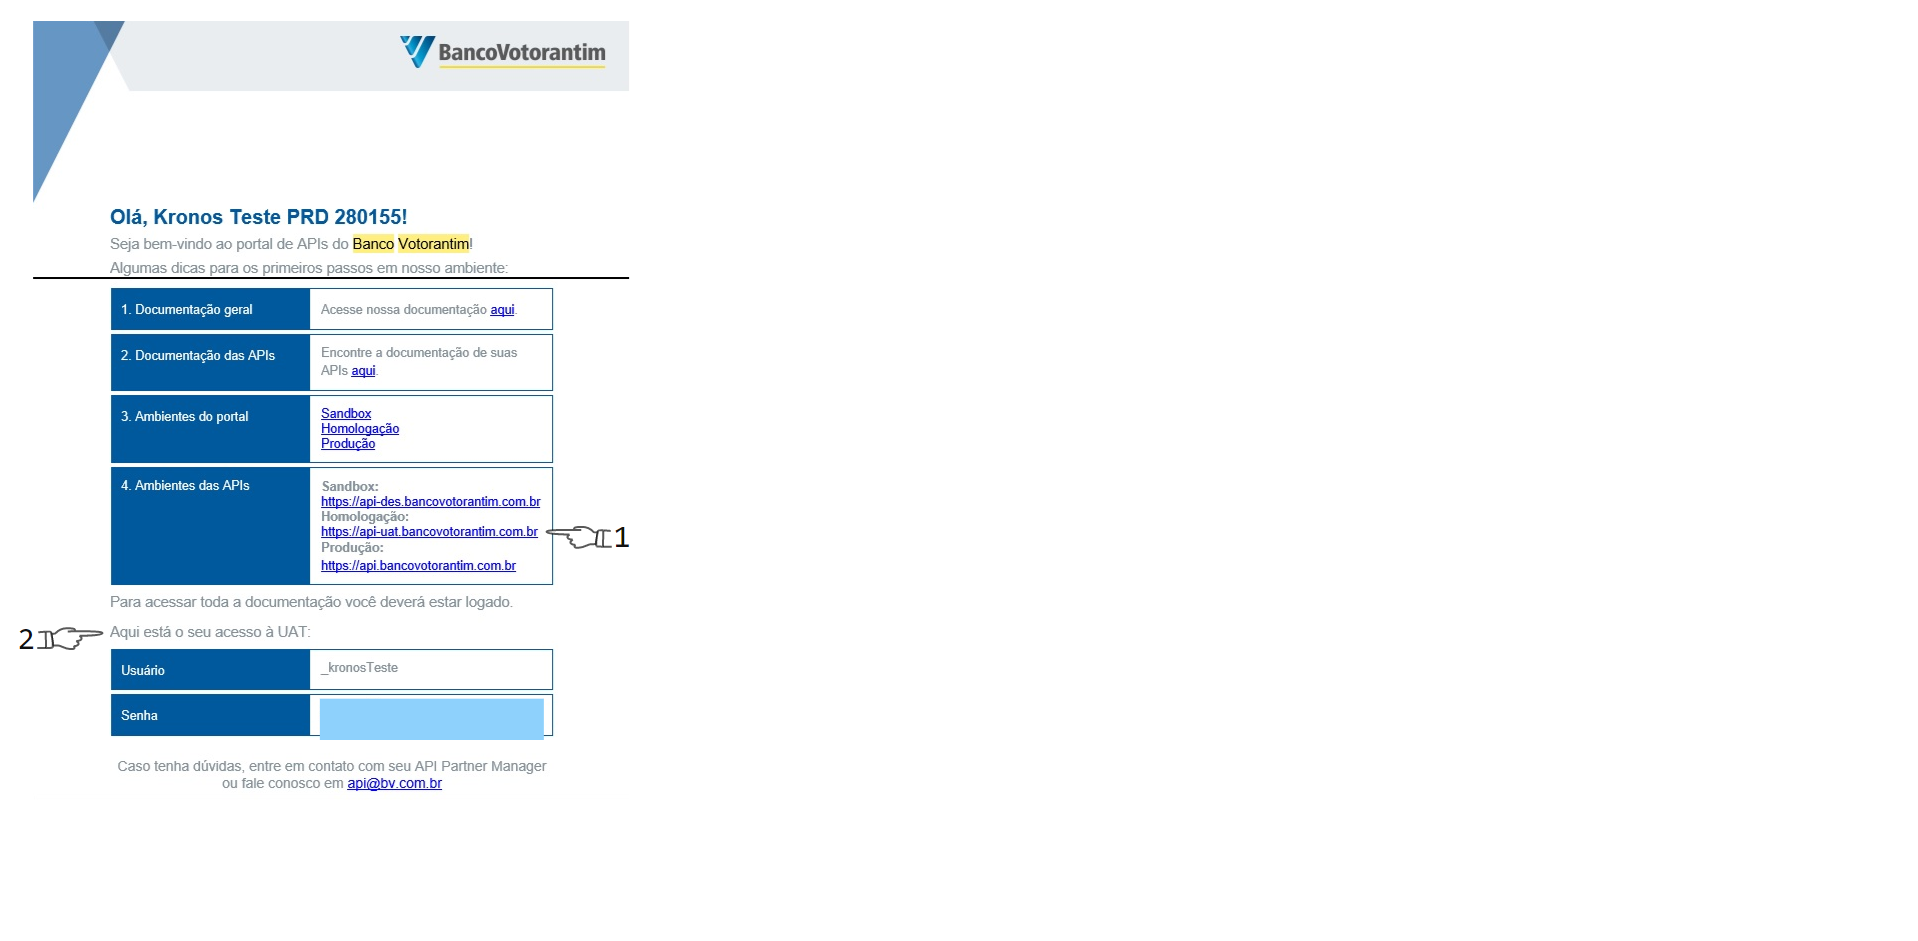 BancoVotorantim
Olá, Kronos Teste PRD 280155!
Seja bem-vindo ao portal de APIs do Banco Votorantim!
Algumas dicas para os primeiros passos em nosso ambiente:
1. Documentação geral
Acesse nossa documentação aqui.
2. Documentação das APIs
Encontre a documentação de suas
APIs aqui.
3. Ambientes do portal
Sandbox
Homologação
Produção
4. Ambientes das APIs
Sandbox:
https://api-des.bancovotorantim.com.br
Homologação:
https://api-uat.bancovotorantim.com.br
1
Produção:
https://api.bancovotorantim.com.br
Para acessar toda a documentação você deverá estar logado.
2
Aqui está o seu acesso à UAT:
Usuário
_kronosTeste
Senha
Caso tenha dúvidas, entre em contato com seu API Partner Manager
ou fale conosco em api@bv.com.br